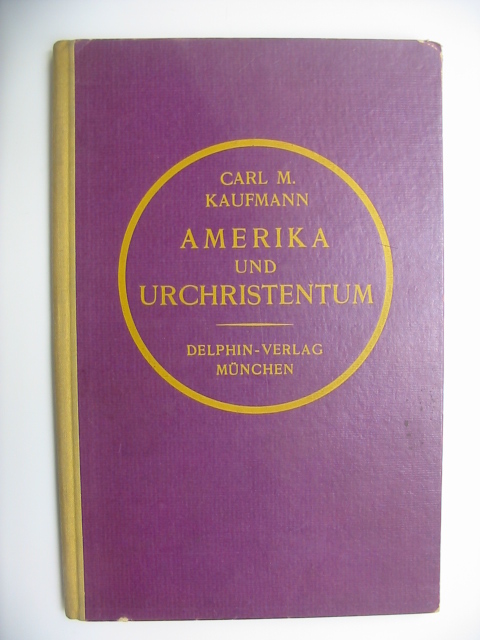 CARL M.
KAUFMANN
AMERIKA
UND
URCHRISTENTUM
DELPHIN-VERLAG
MÜNCHEN